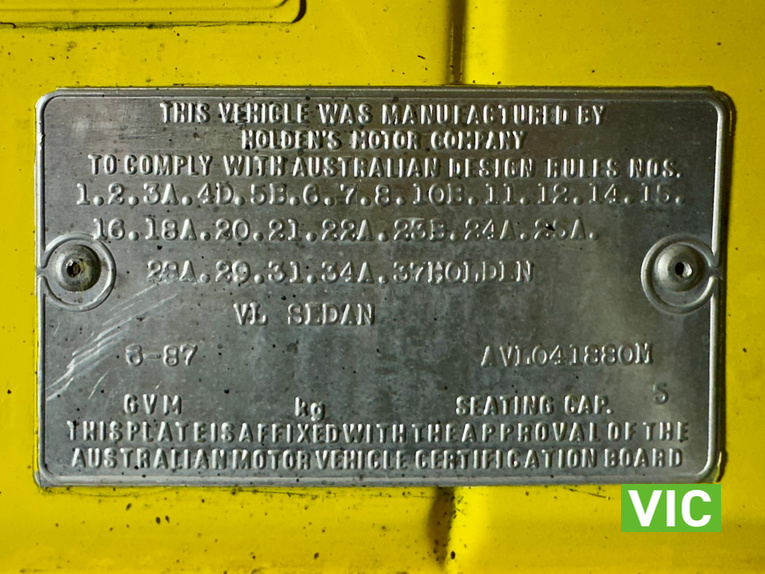 THIS VEHICLE WAS MANUFACTURED BY
HOLDEN'S MOTOR COMPANY
TO COMPLY WITH AUSTRALIAN DESIGN RULES NOS.
1.2.3A.4D.5B.6.7.8.10B.11.12.14.15.
16.18A.20.21.22A.23B.24A.25A.
28A.29.31.34A.37HOLDEN
VL SEDAN
6-87 AVL041880M
GVM kg SEATING CAP. 5
THIS PLATE IS AFFIXED WITH THE APPROVAL OF THE
AUSTRALIAN MOTOR VEHICLE CERTIFICATION BOARD
VIC